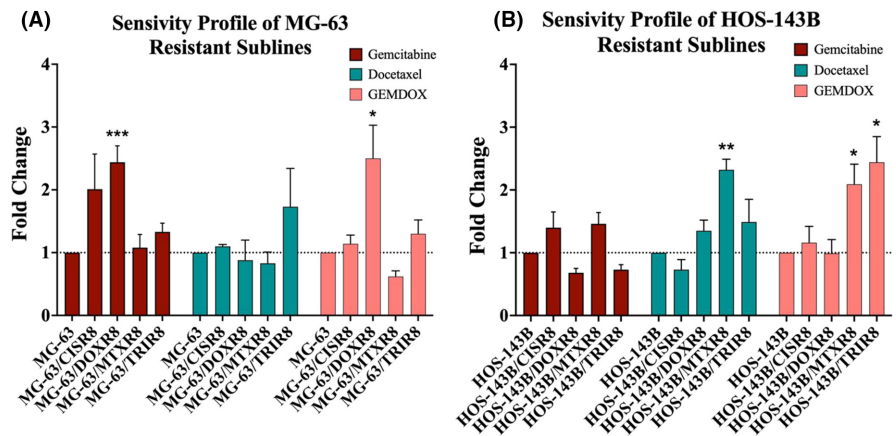 (A)
Sensivity Profile of MG-63
Resistant Sublines
Gemcitabine
Docetaxel
GEMDOX
Fold Change
4
3
2
1
0
***
*
MG-63
MG-63/CISR8
MG-63/DOXR8
MG-63/MTXR8
MG-63/TRIR8
MG-63
MG-63/CISR8
MG-63/DOXR8
MG-63/MTXR8
MG-63/TRIR8
MG-63
MG-63/CISR8
MG-63/DOXR8
MG-63/MTXR8
MG-63/TRIR8
(B)
Sensivity Profile of HOS-143B
Resistant Sublines
Gemcitabine
Docetaxel
GEMDOX
Fold Change
4
3
2
1
0
**
*
*
HOS-143B
HOS-143B/CISR8
HOS-143B/DOXR8
HOS-143B/MTXR8
HOS-143B/TRIR8
HOS-143B
HOS-143B/CISR8
HOS-143B/DOXR8
HOS-143B/MTXR8
HOS-143B/TRIR8
HOS-143B
HOS-143B/CISR8
HOS-143B/DOXR8
HOS-143B/MTXR8
HOS-143B/TRIR8